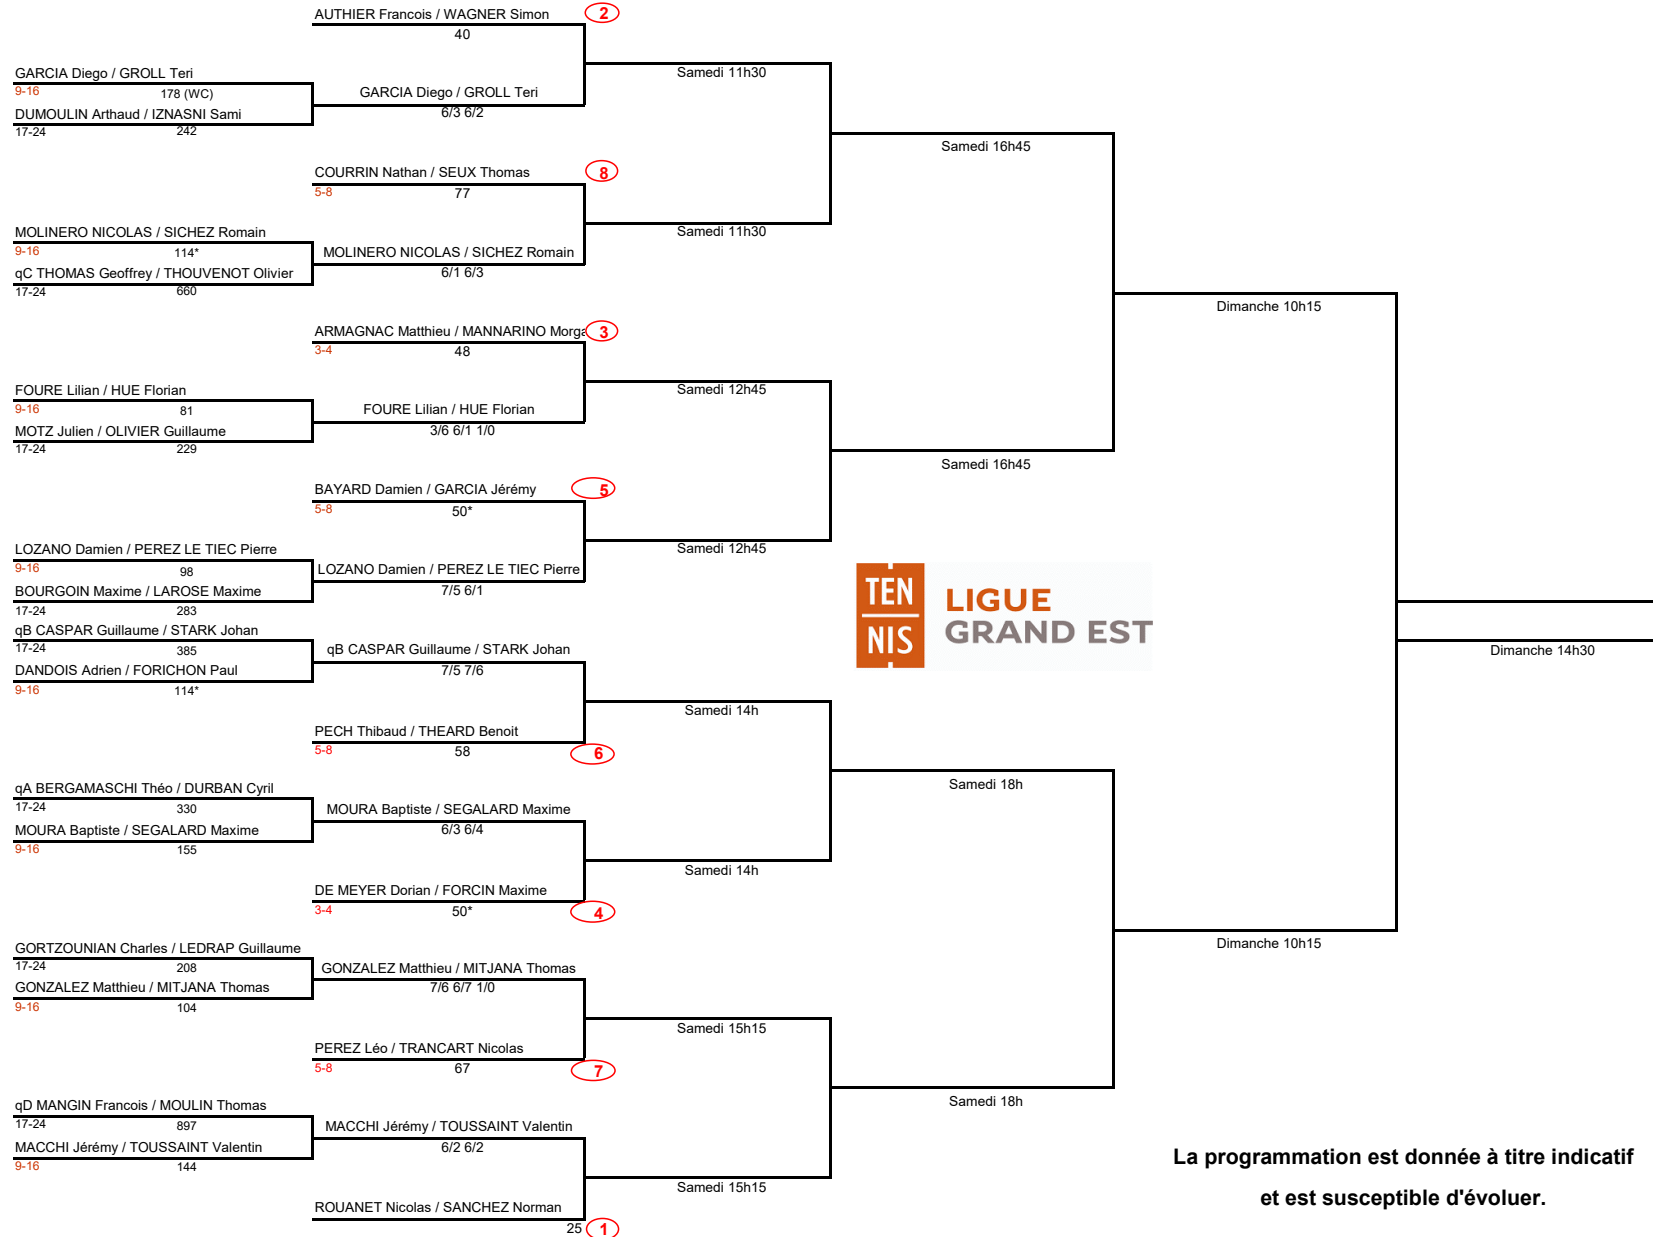 AUTHIER Francois / WAGNER Simon
2
40
GARCIA Diego / GROLL Teri
9-16
178 (WC)
GARCIA Diego / GROLL Teri
6/3 6/2
DUMOULIN Arthaud / IZNASNI Sami
17-24
242
Samedi 11h30
Samedi 16h45
COURRIN Nathan / SEUX Thomas
8
5-8
77
MOLINERO NICOLAS / SICHEZ Romain
9-16
114*
MOLINERO NICOLAS / SICHEZ Romain
6/1 6/3
qC THOMAS Geoffrey / THOUVENOT Olivier
17-24
660
Samedi 11h30
Dimanche 10h15
ARMAGNAC Matthieu / MANNARINO Morga
3
3-4
48
FOURE Lilian / HUE Florian
9-16
81
FOURE Lilian / HUE Florian
3/6 6/1 1/0
MOTZ Julien / OLIVIER Guillaume
17-24
229
Samedi 12h45
Samedi 16h45
BAYARD Damien / GARCIA Jérémy
5
5-8
50*
LOZANO Damien / PEREZ LE TIEC Pierre
9-16
98
LOZANO Damien / PEREZ LE TIEC Pierre
7/5 6/1
BOURGOIN Maxime / LAROSE Maxime
17-24
283
Samedi 12h45
TEN
NIS
LIGUE
GRAND EST
qB CASPAR Guillaume / STARK Johan
17-24
385
qB CASPAR Guillaume / STARK Johan
7/5 7/6
DANDOIS Adrien / FORICHON Paul
9-16
114*
Dimanche 14h30
PECH Thibaud / THEARD Benoit
5-8
58
6
Samedi 14h
qA BERGAMASCHI Théo / DURBAN Cyril
17-24
330
MOURA Baptiste / SEGALARD Maxime
6/3 6/4
MOURA Baptiste / SEGALARD Maxime
9-16
155
Samedi 18h
Samedi 14h
DE MEYER Dorian / FORCIN Maxime
3-4
50*
4
GORTZOUNIAN Charles / LEDRAP Guillaume
17-24
208
GONZALEZ Matthieu / MITJANA Thomas
7/6 6/7 1/0
GONZALEZ Matthieu / MITJANA Thomas
9-16
104
Dimanche 10h15
Samedi 15h15
PEREZ Léo / TRANCART Nicolas
5-8
67
7
qD MANGIN Francois / MOULIN Thomas
17-24
897
MACCHI Jérémy / TOUSSAINT Valentin
6/2 6/2
MACCHI Jérémy / TOUSSAINT Valentin
9-16
144
Samedi 18h
Samedi 15h15
ROUANET Nicolas / SANCHEZ Norman
25
1
La programmation est donnée à titre indicatif
et est susceptible d'évoluer.